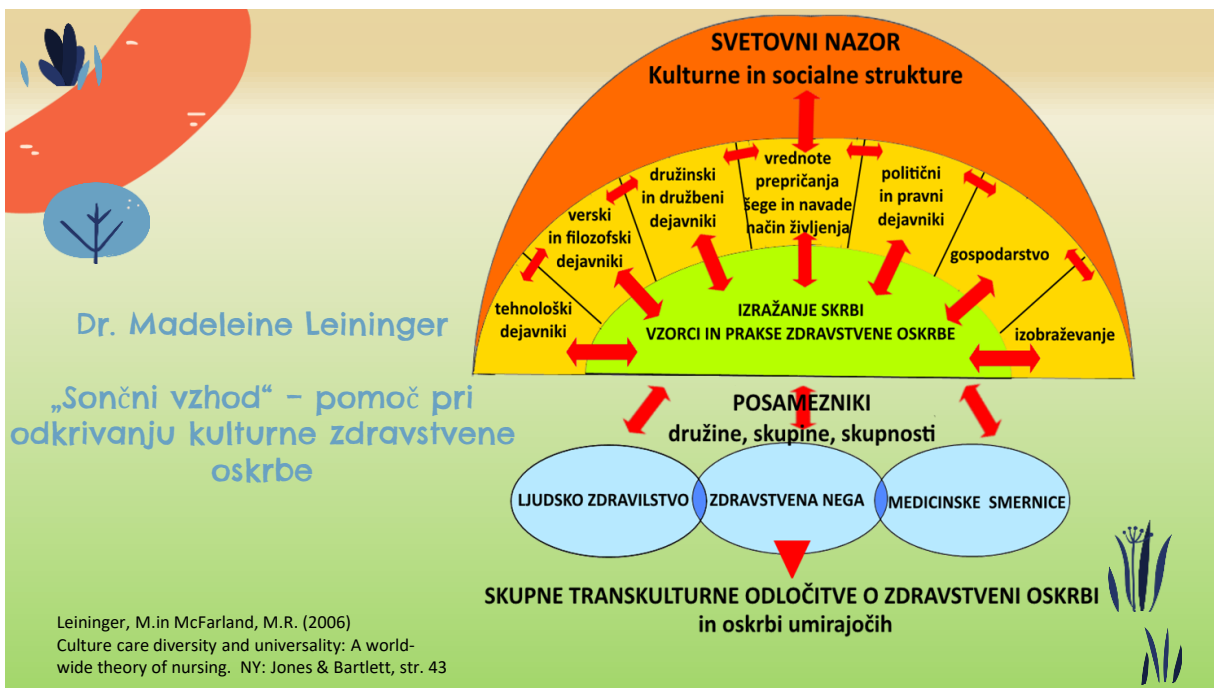 SVETOVNI NAZOR
Kulturne in socialne strukture
tehnološki
dejavniki
verski
in filozofski
dejavniki
družinski
in družbeni
dejavniki
vrednote
prepričanja
šege in navade
način življenja
politični
in pravni
dejavniki
gospodarstvo
izobraževanje
IZRAŽANJE SKRBI
VZORCI IN PRAKSE ZDRAVSTVENE OSKRBE
Dr. Madeleine Leininger
„Sončni vzhod“ – pomoč pri
odkrivanju kulturne zdravstvene
oskrbe
POSAMEZNIKI
družine, skupine, skupnosti
LJUDSKO ZDRAVILSTVO
ZDRAVSTVENA NEGA
MEDICINSKE SMERNICE
SKUPNE TRANSKULTURNE ODLOČITVE O ZDRAVSTVENI OSKRBI
in oskrbi umirajočih
Leininger, M.in McFarland, M.R. (2006)
Culture care diversity and universality: A world-
wide theory of nursing. NY: Jones & Bartlett, str. 43